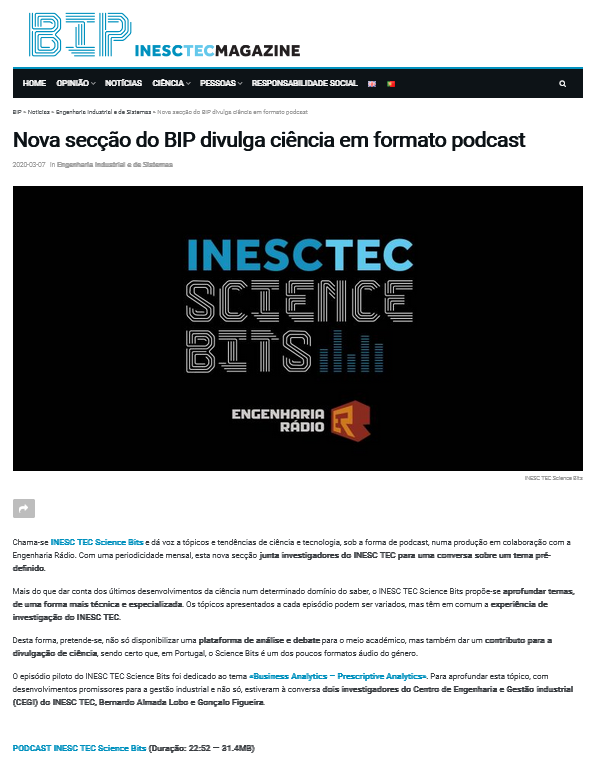 BIP INESCTECMAGAZINE
HOME OPINIÃO NOTÍCIAS CIÊNCIA PESSOAS RESPONSABILIDADE SOCIAL
BIP » Notícias » Engenharia Industrial e de Sistemas » Nova secção do BIP divulga ciência em formato podcast
Nova secção do BIP divulga ciência em formato podcast
2020-03-07 in Engenharia Industrial e de Sistemas
INESCTEC
SCIENCE
BITS
ENGENHARIA
RÁDIO
INESC TEC Science Bits
Chama-se INESC TEC Science Bits e dá voz a tópicos e tendências de ciência e tecnologia, sob a forma de podcast, numa produção em colaboração com a
Engenharia Rádio. Com uma periodicidade mensal, esta nova secção junta investigadores do INESC TEC para uma conversa sobre um tema pré-
definido.
Mais do que dar conta dos últimos desenvolvimentos da ciência num determinado domínio do saber, o INESC TEC Science Bits propõe-se aprofundar temas,
de uma forma mais técnica e especializada. Os tópicos apresentados a cada episódio podem ser variados, mas têm em comum a experiência de
investigação do INESC TEC.
Desta forma, pretende-se, não só disponibilizar uma plataforma de análise e debate para o meio académico, mas também dar um contributo para a
divulgação de ciência, sendo certo que, em Portugal, o Science Bits é um dos poucos formatos áudio do género.
O episódio piloto do INESC TEC Science Bits foi dedicado ao tema «Business Analytics – Prescriptive Analytics». Para aprofundar esta tópico, com
desenvolvimentos promissores para a gestão industrial e não só, estiveram à conversa dois investigadores do Centro de Engenharia e Gestão industrial
(CEGI) do INESC TEC, Bernardo Almada Lobo e Gonçalo Figueira.
PODCAST INESC TEC Science Bits (Duração: 22:52 — 31.4MB)